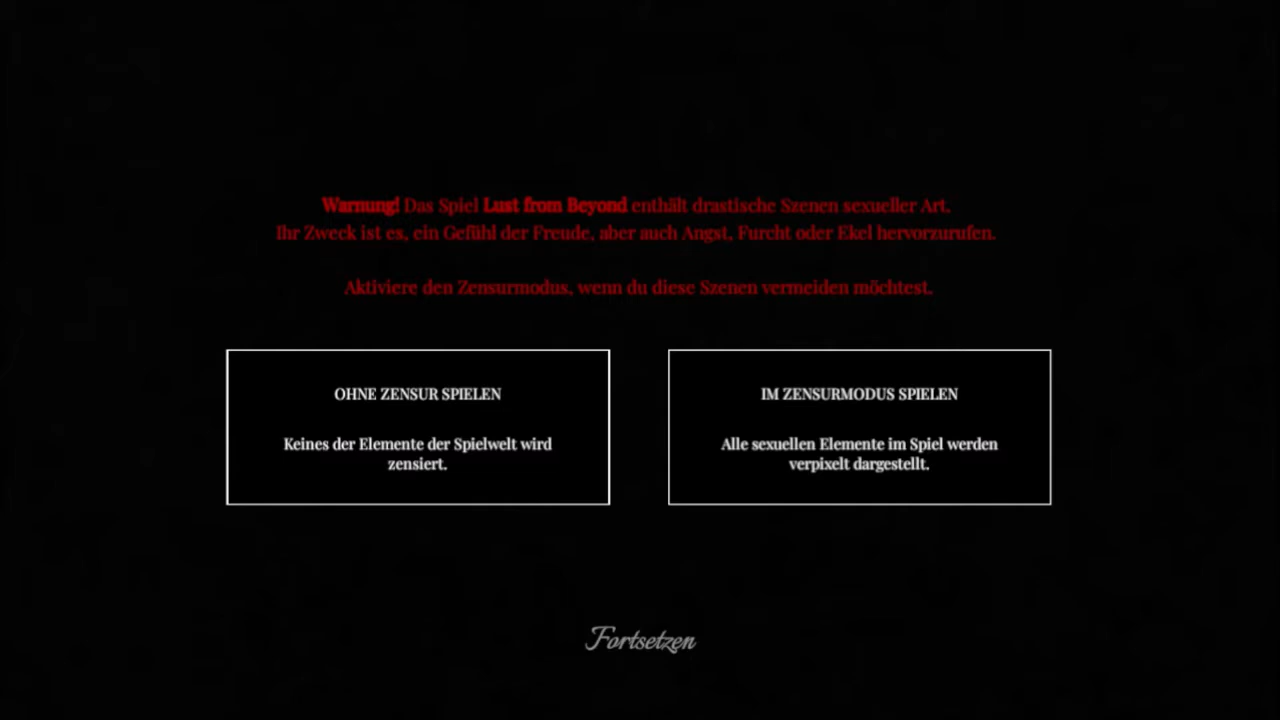 Warnung! Das Spiel Lust from Beyond enthält drastische Szenen sexueller Art.
Ihr Zweck ist es, ein Gefühl der Freude, aber auch Angst, Furcht oder Ekel hervorzurufen.
Aktiviere den Zensurmodus, wenn du diese Szenen vermeiden möchtest.
OHNE ZENSUR SPIELEN
Keines der Elemente der Spielwelt wird
zensiert.
IM ZENSURMODUS SPIELEN
Alle sexuellen Elemente im Spiel werden
verpixelt dargestellt.
Fortsetzen